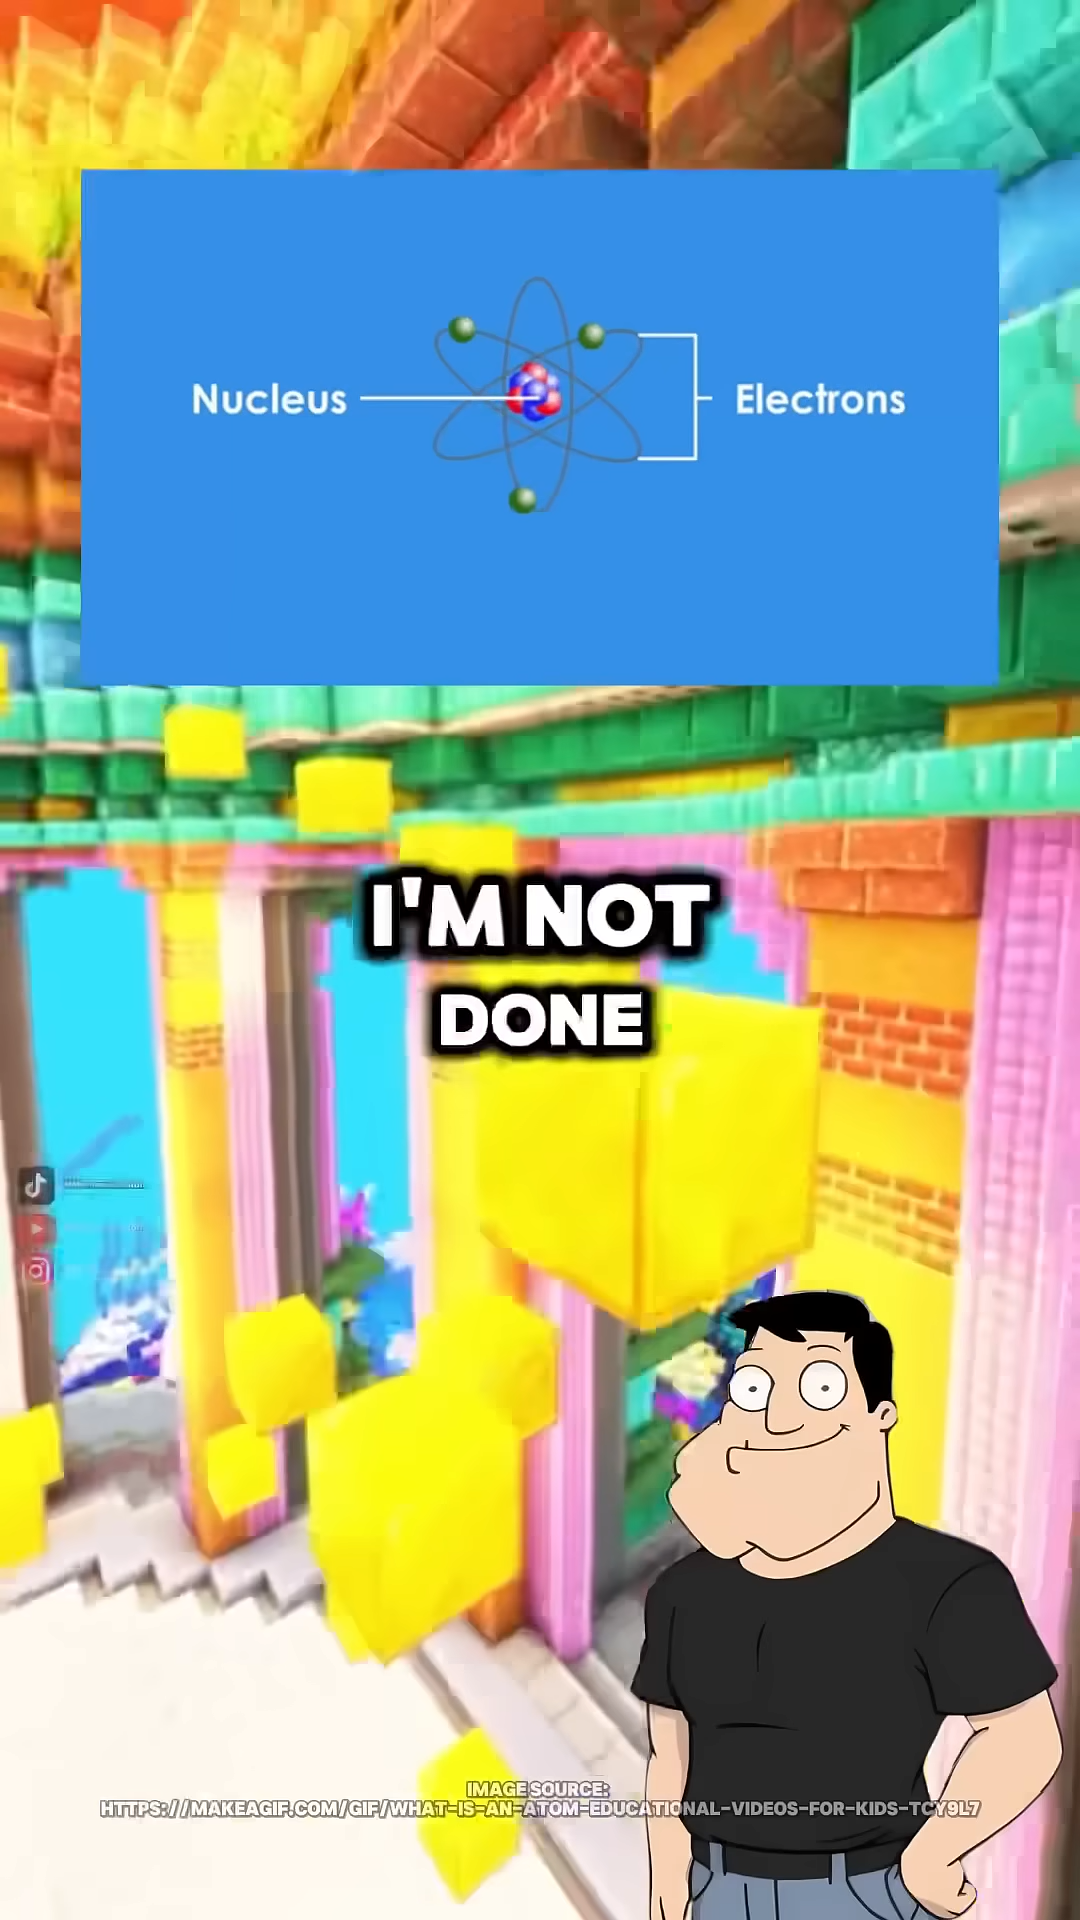 Nucleus
Electrons
I'M NOT
DONE
IMAGE SOURCE:
HTTPS://MAKEAGIF.COM/GIF/WHAT-IS-AN-ATOM-EDUCATIONAL-VIDEOS-FOR-KIDS-TCY9L7